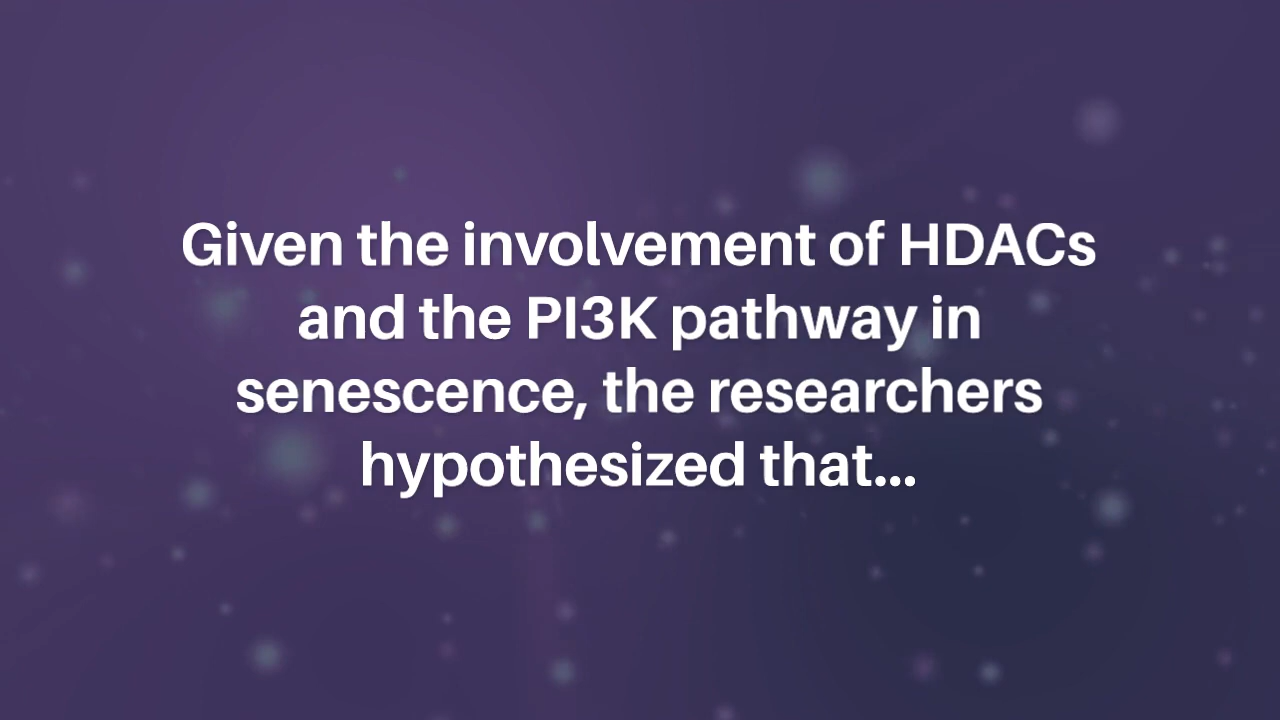 Given the involvement of HDACs
and the PI3K pathway in
senescence, the researchers
hypothesized that...